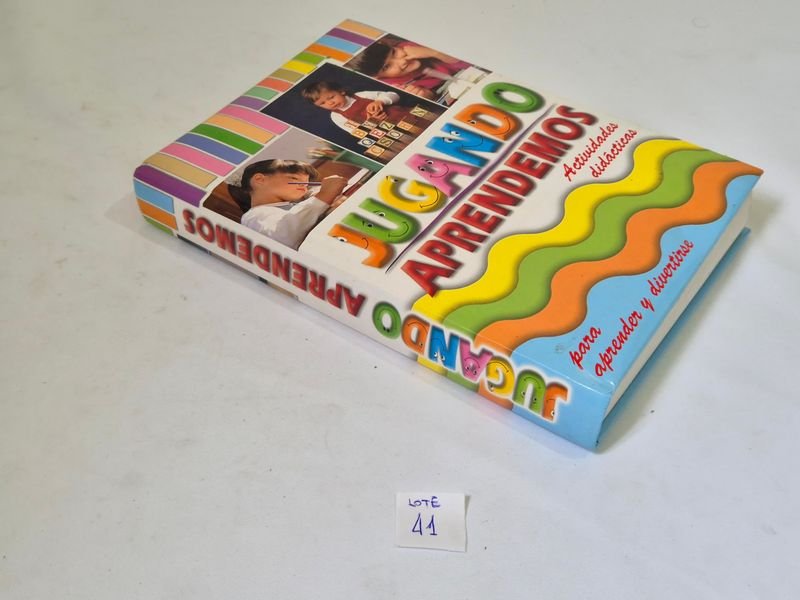 JUGANDO
APRENDEMOS
Actividades
didácticas
para
aprender y divertirse
JUGANDO APRENDEMOS
LOTE
41